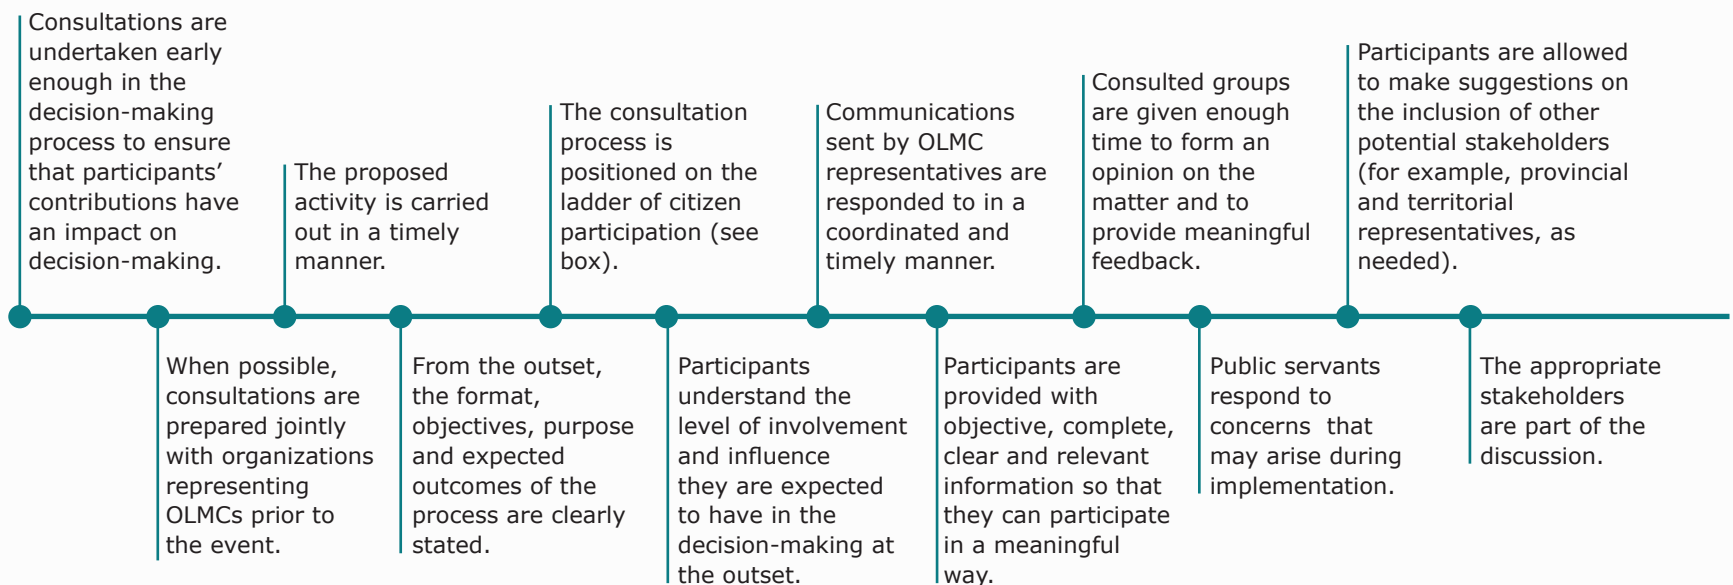 Consultations are
undertaken early
enough in the
decision-making
process to ensure
that participants’
contributions have
an impact on
decision-making.
When possible,
consultations are
prepared jointly
with organizations
representing
OLMCs prior to
the event.
The proposed
activity is carried
out in a timely
manner.
From the outset,
the format,
objectives, purpose
and expected
outcomes of the
process are clearly
stated.
The consultation
process is
positioned on the
ladder of citizen
participation (see
box).
Participants
understand the
level of involvement
and influence
they are expected
to have in the
decision-making at
the outset.
Communications
sent by OLMC
representatives are
responded to in a
coordinated and
timely manner.
Participants are
provided with
objective, complete,
clear and relevant
information so that
they can participate
in a meaningful
way.
Consulted groups
are given enough
time to form an
opinion on the
matter and to
provide meaningful
feedback.
Public servants
respond to
concerns that
may arise during
implementation.
Participants are allowed
to make suggestions on
the inclusion of other
potential stakeholders
(for example, provincial
and territorial
representatives, as
needed).
The appropriate
stakeholders
are part of the
discussion.